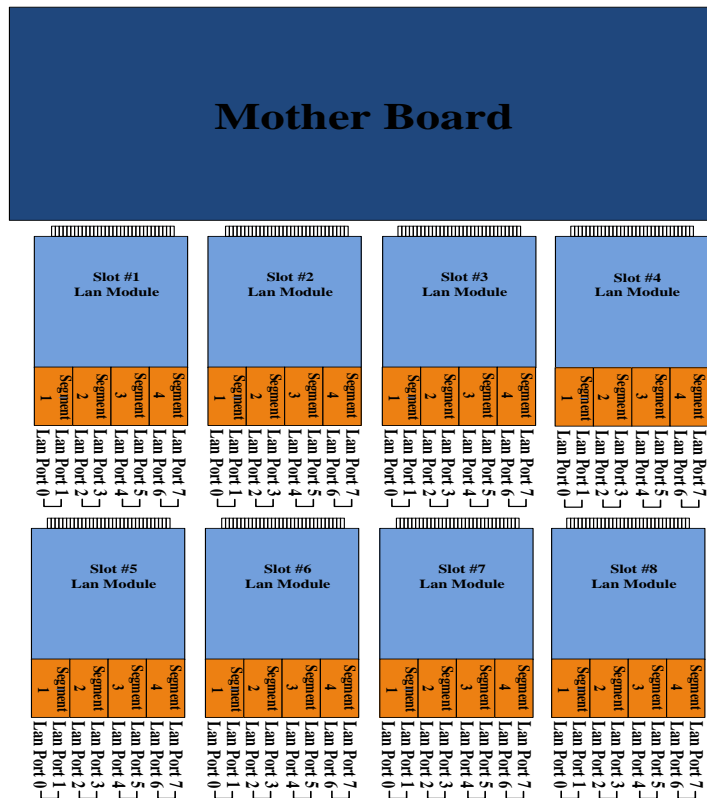 Mother Board
Slot #1
Lan Module
Slot #2
Lan Module
Slot #3
Lan Module
Slot #4
Lan Module
Segment 1
Segment 2
Segment 3
Segment 4
Segment 1
Segment 2
Segment 3
Segment 4
Segment 1
Segment 2
Segment 3
Segment 4
Segment 1
Segment 2
Segment 3
Segment 4
Lan Port 0
Lan Port 1
Lan Port 2
Lan Port 3
Lan Port 4
Lan Port 5
Lan Port 6
Lan Port 7
Lan Port 0
Lan Port 1
Lan Port 2
Lan Port 3
Lan Port 4
Lan Port 5
Lan Port 6
Lan Port 7
Lan Port 0
Lan Port 1
Lan Port 2
Lan Port 3
Lan Port 4
Lan Port 5
Lan Port 6
Lan Port 7
Lan Port 0
Lan Port 1
Lan Port 2
Lan Port 3
Lan Port 4
Lan Port 5
Lan Port 6
Lan Port 7
Slot #5
Lan Module
Slot #6
Lan Module
Slot #7
Lan Module
Slot #8
Lan Module
Segment 1
Segment 2
Segment 3
Segment 4
Segment 1
Segment 2
Segment 3
Segment 4
Segment 1
Segment 2
Segment 3
Segment 4
Segment 1
Segment 2
Segment 3
Segment 4
Lan Port 0
Lan Port 1
Lan Port 2
Lan Port 3
Lan Port 4
Lan Port 5
Lan Port 6
Lan Port 7
Lan Port 0
Lan Port 1
Lan Port 2
Lan Port 3
Lan Port 4
Lan Port 5
Lan Port 6
Lan Port 7
Lan Port 0
Lan Port 1
Lan Port 2
Lan Port 3
Lan Port 4
Lan Port 5
Lan Port 6
Lan Port 7
Lan Port 0
Lan Port 1
Lan Port 2
Lan Port 3
Lan Port 4
Lan Port 5
Lan Port 6
Lan Port 7